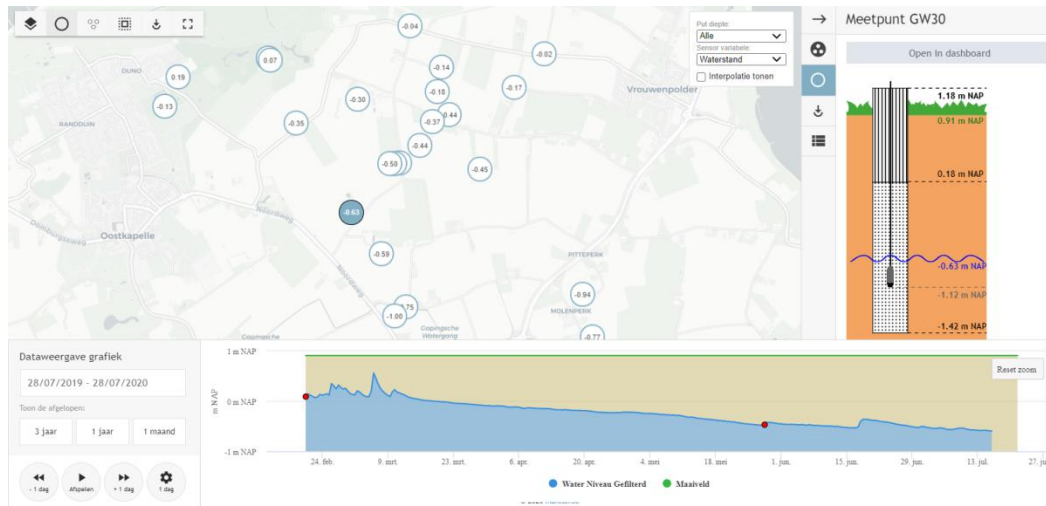 Put diepte:
Alle
Sensor variabele:
Waterstand
Interpolatie tonen
Meetpunt GW30
Open in dashboard
1.18 m NAP
0.91 m NAP
0.18 m NAP
-0.63 m NAP
-1.12 m NAP
-1.42 m NAP
-0.04
-0.02
0.07
-0.14
DUNO
0.19
-0.18
-0.17
Vrouwenpolder
-0.30
-0.13
0.44
RANDDUIN
-0.35
-0.37
-0.44
-0.50
-0.45
-0.63
Noordweg
Domburgseweg
Oostkapelle
-0.59
PITTEPERK
Noordweg
-0.94
.75
MOLENPERK
-1.00
Gapingsche
Watergang
-0.77
Dataweergave grafiek
28/07/2019 - 28/07/2020
Toon de afgelopen:
3 jaar
1 jaar
1 maand
- 1 dag
Afspelen
+ 1 dag
1 dag
1 m NAP
Reset zoom
m NAP
0 m NAP
-1 m NAP
24. feb.
9. mrt.
23. mrt.
6. apr.
20. apr.
4. mei
18. mei
1. jun.
15. jun.
29. jun.
13. jul.
27. ju
Water Niveau Gefilterd
Maaiveld